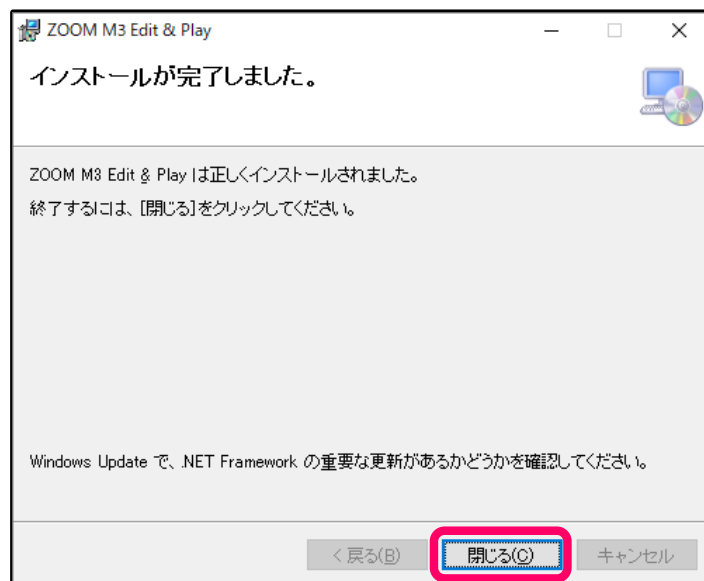 ZOOM M3 Edit & Play
インストールが完了しました。
ZOOM M3 Edit & Play は正しくインストールされました。
終了するには、[閉じる]をクリックしてください。
Windows Update で、.NET Framework の重要な更新があるかどうかを確認してください。
< 戻る(B) 閉じる(C) キャンセル